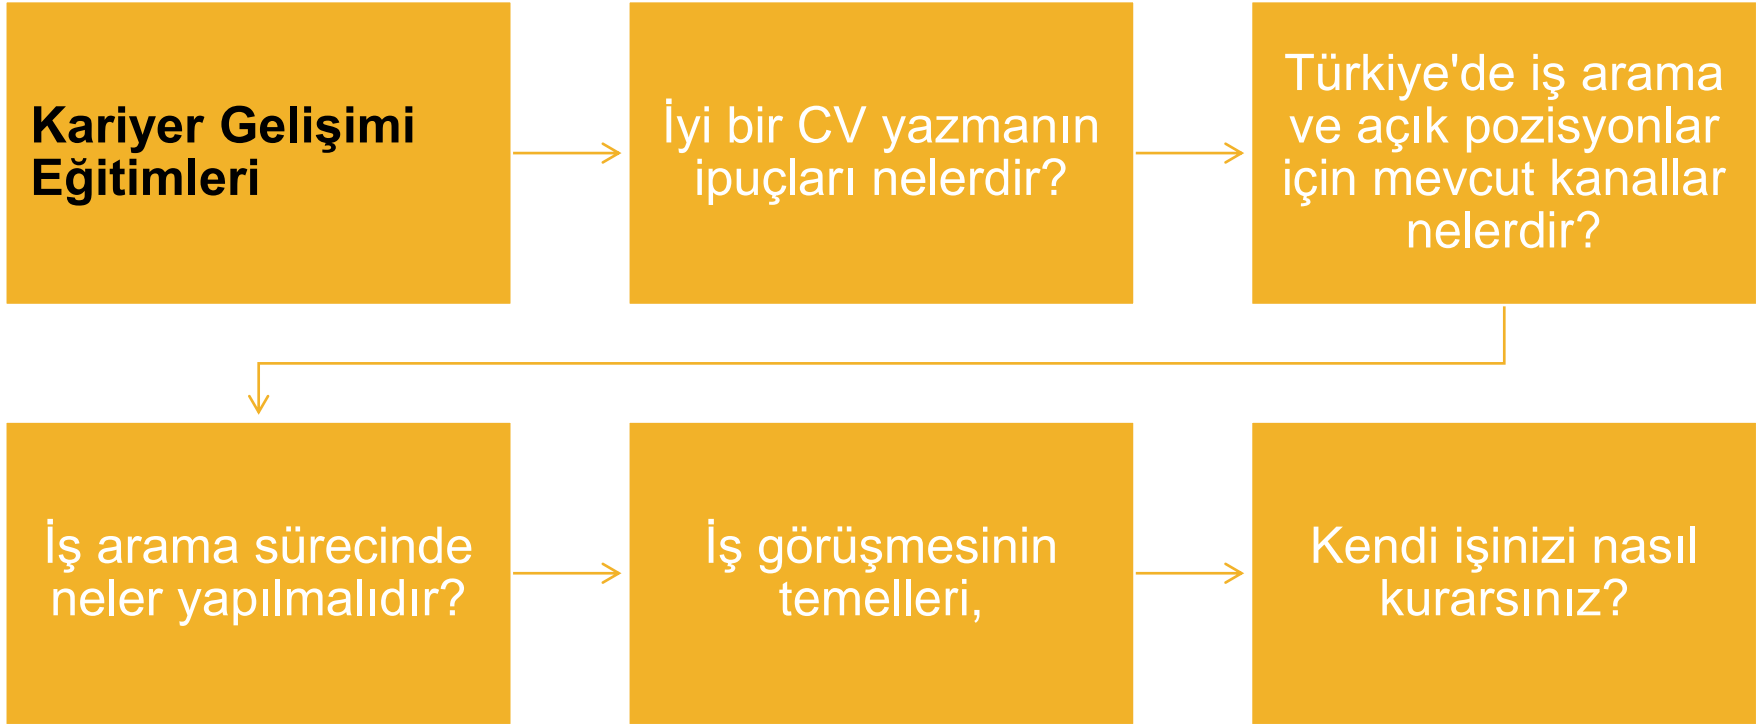 Kariyer Gelişimi
Eğitimleri
İyi bir CV yazmanın
ipuçları nelerdir?
Türkiye'de iş arama
ve açık pozisyonlar
için mevcut kanallar
nelerdir?
İş arama sürecinde
neler yapılmalıdır?
İş görüşmesinin
temelleri,
Kendi işinizi nasıl
kurarsınız?